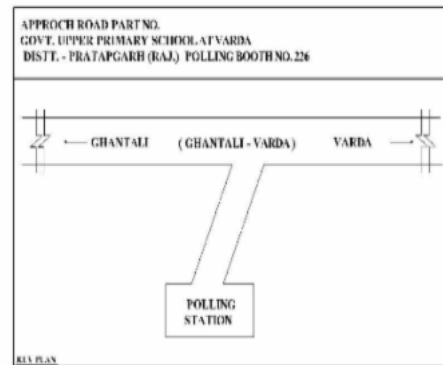 APPROCH ROAD PART NO.
GOVT. UPPER PRIMARY SCHOOL AT VARDA
DISTT. - PRATAPGARH (RAJ.) POLLING BOOTH NO. 226
GHANTALI (GHANTALI - VARDA) VARDA
POLLING
STATION
KEY PLAN